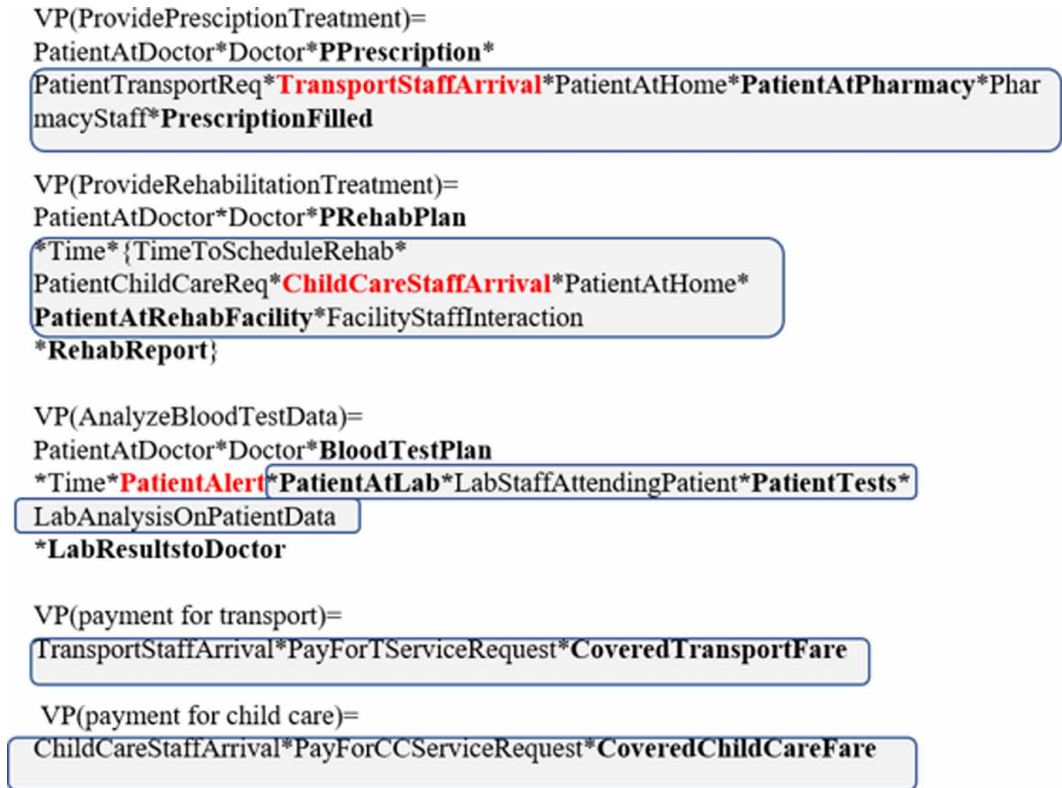 VP(ProvidePresciptionTreatment)=
PatientAtDoctor*Doctor*PPrescription*
PatientTransportReq*TransportStaffArrival*PatientAtHome*PatientAtPharmacy*Phar
macyStaff*PrescriptionFilled
VP(ProvideRehabilitationTreatment)=
PatientAtDoctor*Doctor*PRehabPlan
*Time*{TimeToScheduleRehab*
PatientChildCareReq*ChildCareStaffArrival*PatientAtHome*
PatientAtRehabFacility*FacilityStaffInteraction
*RehabReport}
VP(AnalyzeBloodTestData)=
PatientAtDoctor*Doctor*BloodTestPlan
*Time*PatientAlert*PatientAtLab*LabStaffAttendingPatient*PatientTests*
LabAnalysisOnPatientData
*LabResultstoDoctor
VP(payment for transport)=
TransportStaffArrival*PayForTServiceRequest*CoveredTransportFare
VP(payment for child care)=
ChildCareStaffArrival*PayForCCServiceRequest*CoveredChildCareFare